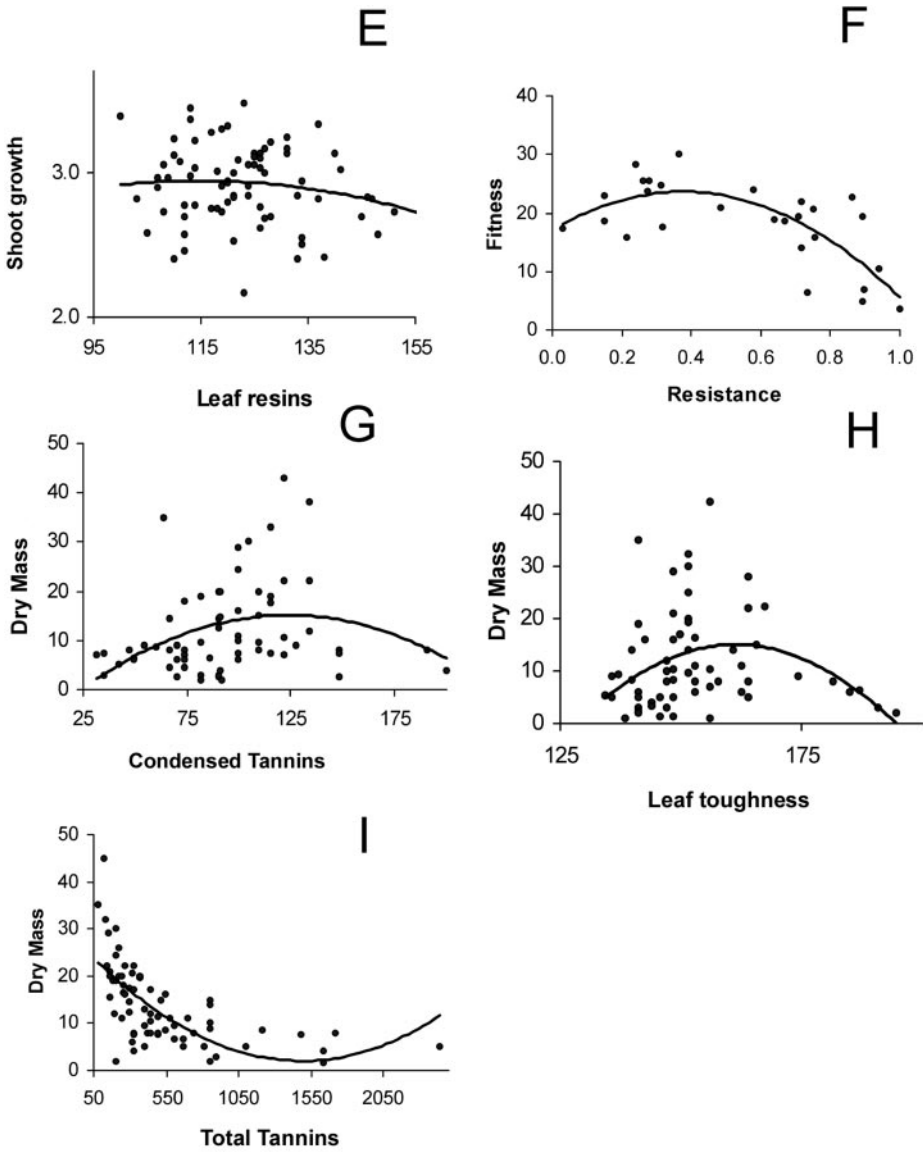 E
Shoot growth
3.0
2.0
95 115 135 155
Leaf resins
F
Fitness
40
30
20
10
0
0.0 0.2 0.4 0.6 0.8 1.0
Resistance
G
Dry Mass
50
40
30
20
10
0
25 75 125 175
Condensed Tannins
H
Dry Mass
50
40
30
20
10
0
125 175
Leaf toughness
I
Dry Mass
50
40
30
20
10
0
50 550 1050 1550 2050
Total Tannins